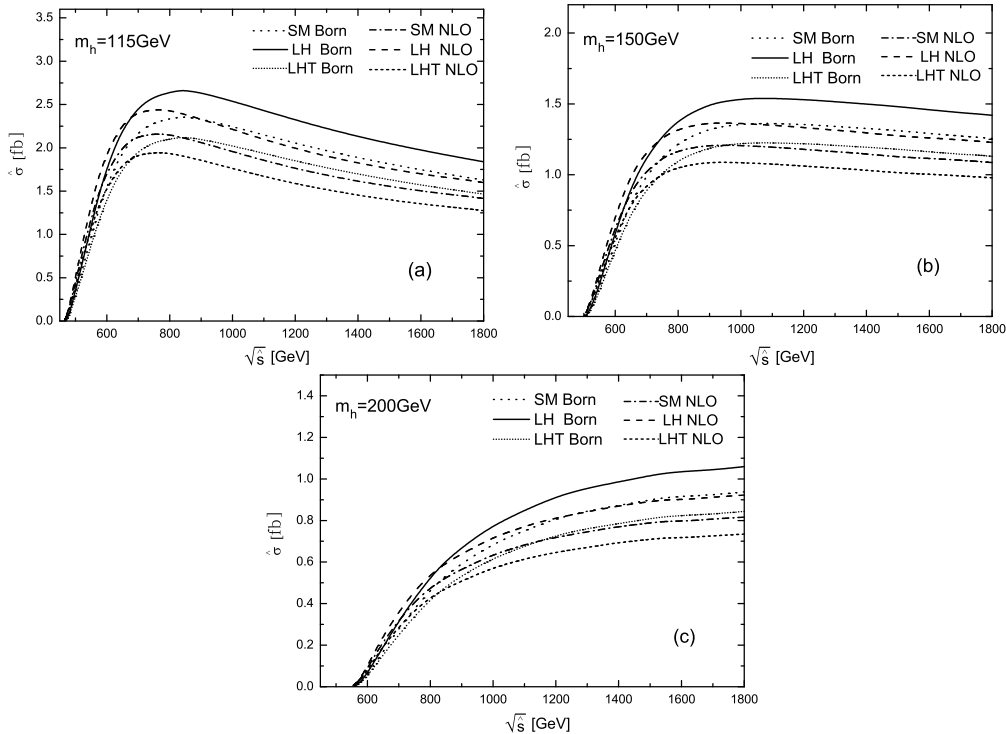 m_h=115GeV
SM Born
SM NLO
LH Born
LH NLO
LHT Born
LHT NLO
3.5
3.0
2.5
2.0
1.5
1.0
0.5
0.0
σ̂ [fb]
(a)
600 800 1000 1200 1400 1600 1800
√ŝ [GeV]
m_h=150GeV
SM Born
SM NLO
LH Born
LH NLO
LHT Born
LHT NLO
2.0
1.5
1.0
0.5
0.0
σ̂ [fb]
(b)
600 800 1000 1200 1400 1600 1800
√ŝ [GeV]
m_h=200GeV
SM Born
SM NLO
LH Born
LH NLO
LHT Born
LHT NLO
1.4
1.2
1.0
0.8
0.6
0.4
0.2
0.0
σ̂ [fb]
(c)
600 800 1000 1200 1400 1600 1800
√ŝ [GeV]